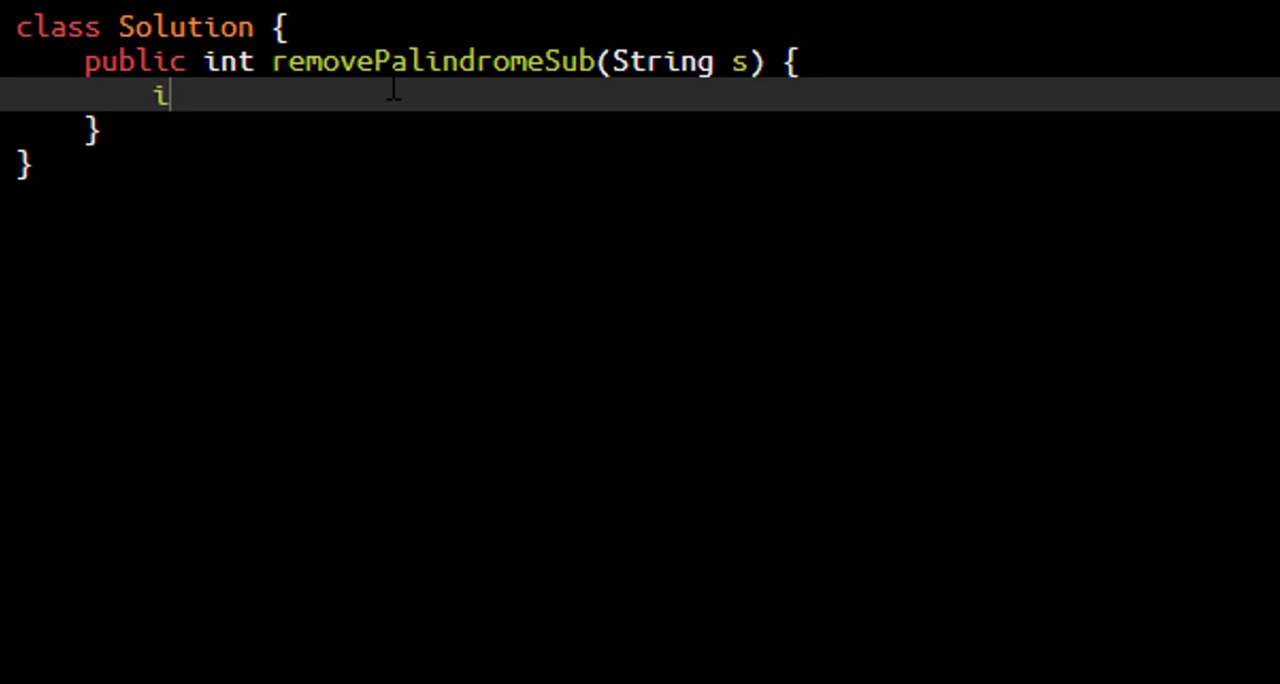 class Solution {
    public int removePalindromeSub(String s) {
        i
    }
}